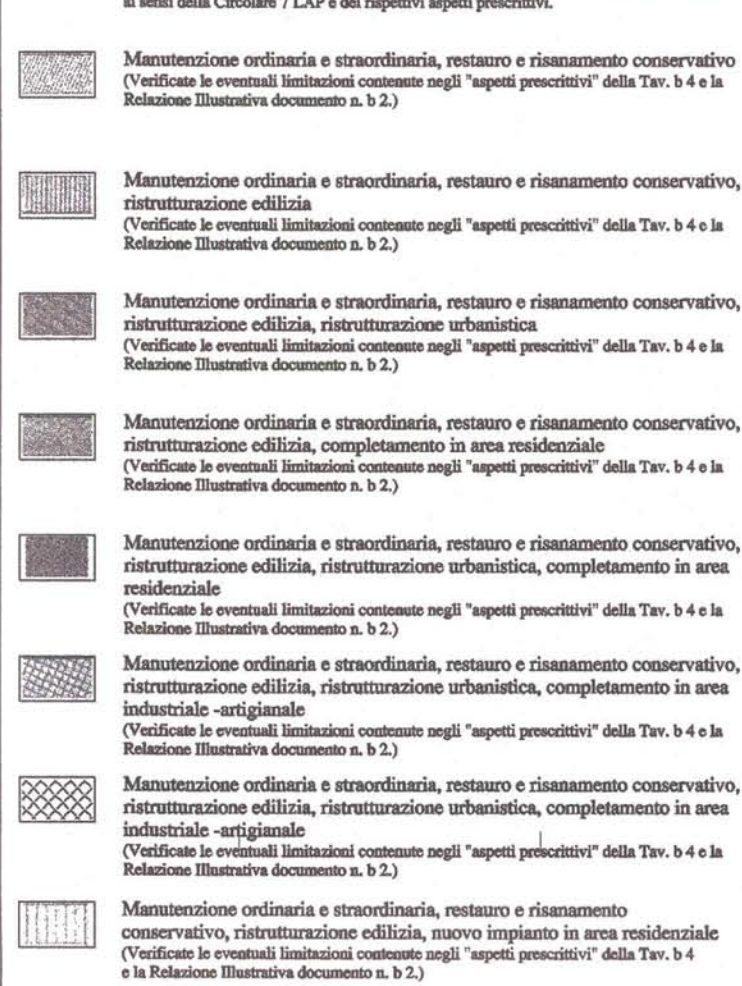 ai sensi della Circolare 7 LAP e dei rispettivi aspetti prescrittivi.
Manutenzione ordinaria e straordinaria, restauro e risanamento conservativo
(Verificate le eventuali limitazioni contenute negli "aspetti prescrittivi" della Tav. b 4 e la
Relazione Illustrativa documento n. b 2.)
Manutenzione ordinaria e straordinaria, restauro e risanamento conservativo,
ristrutturazione edilizia
(Verificate le eventuali limitazioni contenute negli "aspetti prescrittivi" della Tav. b 4 e la
Relazione Illustrativa documento n. b 2.)
Manutenzione ordinaria e straordinaria, restauro e risanamento conservativo,
ristrutturazione edilizia, ristrutturazione urbanistica
(Verificate le eventuali limitazioni contenute negli "aspetti prescrittivi" della Tav. b 4 e la
Relazione Illustrativa documento n. b 2.)
Manutenzione ordinaria e straordinaria, restauro e risanamento conservativo,
ristrutturazione edilizia, completamento in area residenziale
(Verificate le eventuali limitazioni contenute negli "aspetti prescrittivi" della Tav. b 4 e la
Relazione Illustrativa documento n. b 2.)
Manutenzione ordinaria e straordinaria, restauro e risanamento conservativo,
ristrutturazione edilizia, ristrutturazione urbanistica, completamento in area
residenziale
(Verificate le eventuali limitazioni contenute negli "aspetti prescrittivi" della Tav. b 4 e la
Relazione Illustrativa documento n. b 2.)
Manutenzione ordinaria e straordinaria, restauro e risanamento conservativo,
ristrutturazione edilizia, ristrutturazione urbanistica, completamento in area
industriale -artigianale
(Verificate le eventuali limitazioni contenute negli "aspetti prescrittivi" della Tav. b 4 e la
Relazione Illustrativa documento n. b 2.)
Manutenzione ordinaria e straordinaria, restauro e risanamento conservativo,
ristrutturazione edilizia, ristrutturazione urbanistica, completamento in area
industriale -artigianale
(Verificate le eventuali limitazioni contenute negli "aspetti prescrittivi" della Tav. b 4 e la
Relazione Illustrativa documento n. b 2.)
Manutenzione ordinaria e straordinaria, restauro e risanamento
conservativo, ristrutturazione edilizia, nuovo impianto in area residenziale
(Verificate le eventuali limitazioni contenute negli "aspetti prescrittivi" della Tav. b 4
e la Relazione Illustrativa documento n. b 2.)